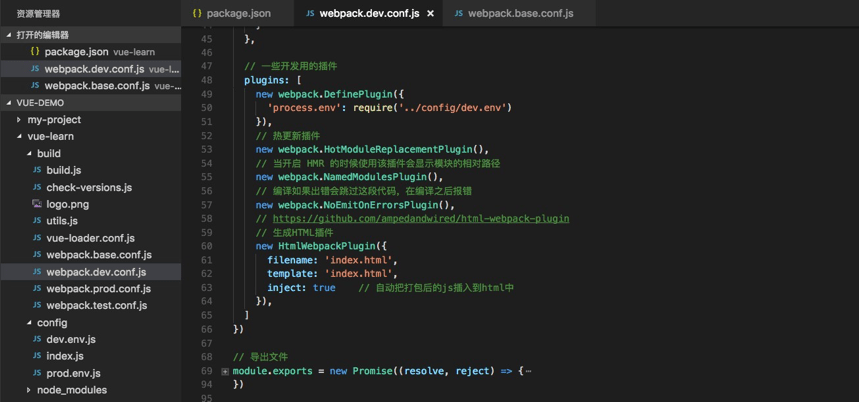 资源管理器
打开的编辑器
{} package.json vue-learn
JS webpack.dev.conf.js vue-l...
JS webpack.base.conf.js vue-...
VUE-DEMO
my-project
vue-learn
build
JS build.js
JS check-versions.js
logo.png
JS utils.js
JS vue-loader.conf.js
JS webpack.base.conf.js
JS webpack.dev.conf.js
JS webpack.prod.conf.js
JS webpack.test.conf.js
config
JS dev.env.js
JS index.js
JS prod.env.js
node_modules
{} package.json
JS webpack.dev.conf.js ×
JS webpack.base.conf.js
45 },
46
47 // 一些开发用的插件
48 plugins: [
49 new webpack.DefinePlugin({
50 'process.env': require('../config/dev.env')
51 }),
52 // 热更新插件
53 new webpack.HotModuleReplacementPlugin(),
54 // 当开启 HMR 的时候使用该插件会显示模块的相对路径
55 new webpack.NamedModulesPlugin(),
56 // 编译如果出错会跳过这段代码，在编译之后报错
57 new webpack.NoEmitOnErrorsPlugin(),
58 // https://github.com/ampedandwired/html-webpack-plugin
59 // 生成HTML插件
60 new HtmlWebpackPlugin({
61 filename: 'index.html',
62 template: 'index.html',
63 inject: true // 自动把打包后的js插入到html中
64 }),
65 ]
66 })
67
68 // 导出文件
69 module.exports = new Promise((resolve, reject) => {⋯
94 })
95